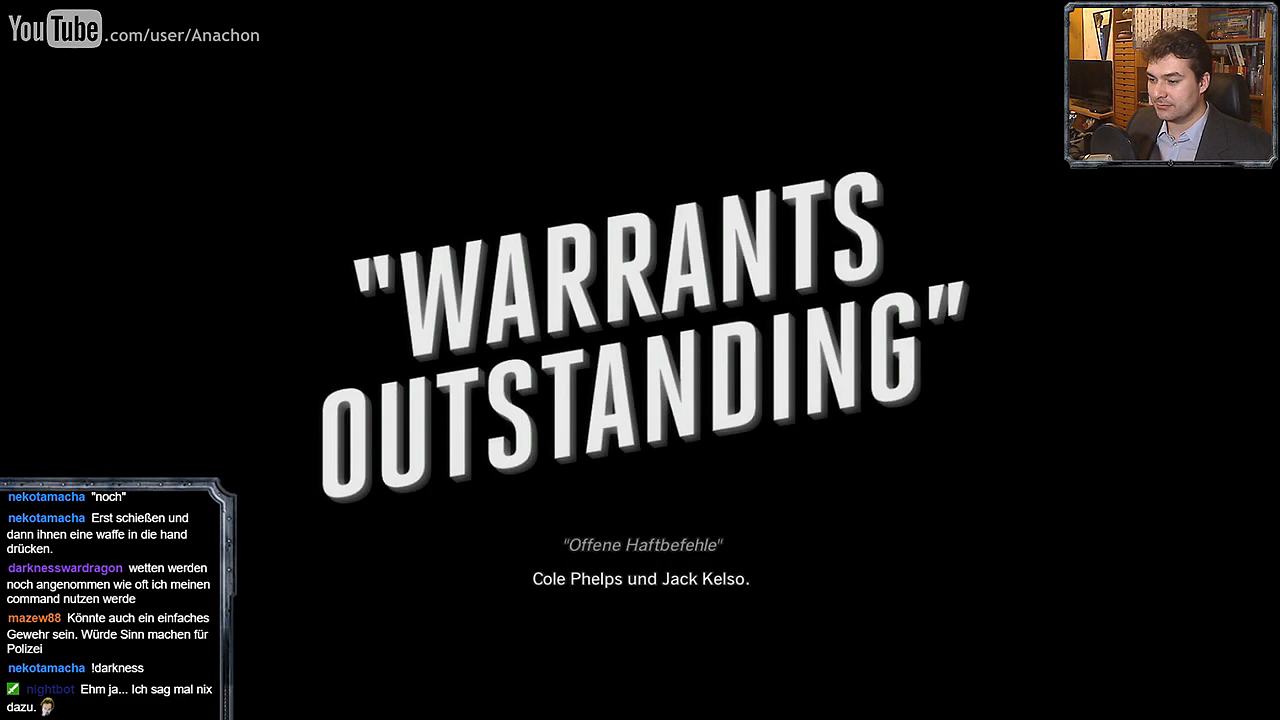 YouTube.com/user/Anachon
"WARRANTS
OUTSTANDING"
"Offene Haftbefehle"
Cole Phelps und Jack Kelso.
nekotamacha "noch"
nekotamacha Erst schießen und
dann ihnen eine waffe in die hand
drücken.
darknesswardragon wetten werden
noch angenommen wie oft ich meinen
command nutzen werde
mazew88 Könnte auch ein einfaches
Gewehr sein. Würde Sinn machen für
Polizei
nekotamacha !darkness
nightbot Ehm ja... Ich sag mal nix
dazu.